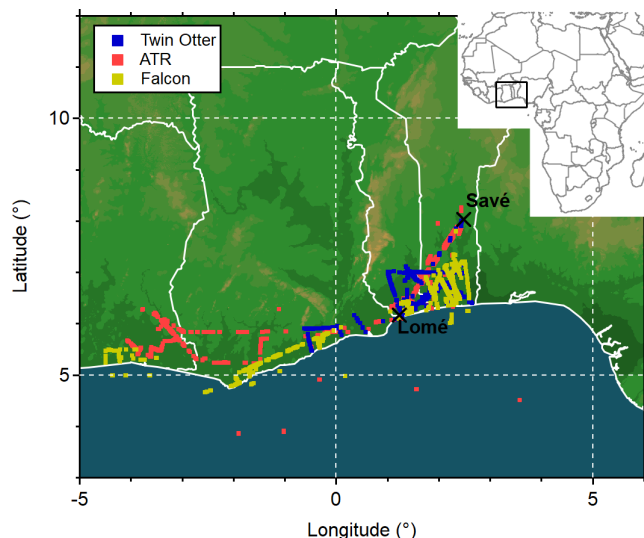 Twin Otter
ATR
Falcon
10
Savé
Lomé
5
-5
0
5
Latitude (°)
Longitude (°)